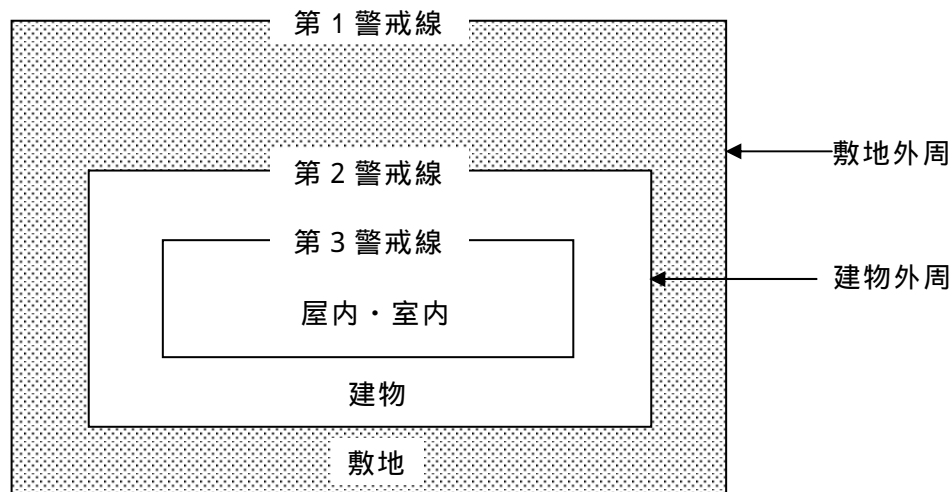 第1警戒線
敷地外周
第2警戒線
第3警戒線
建物外周
屋内・室内
建物
敷地